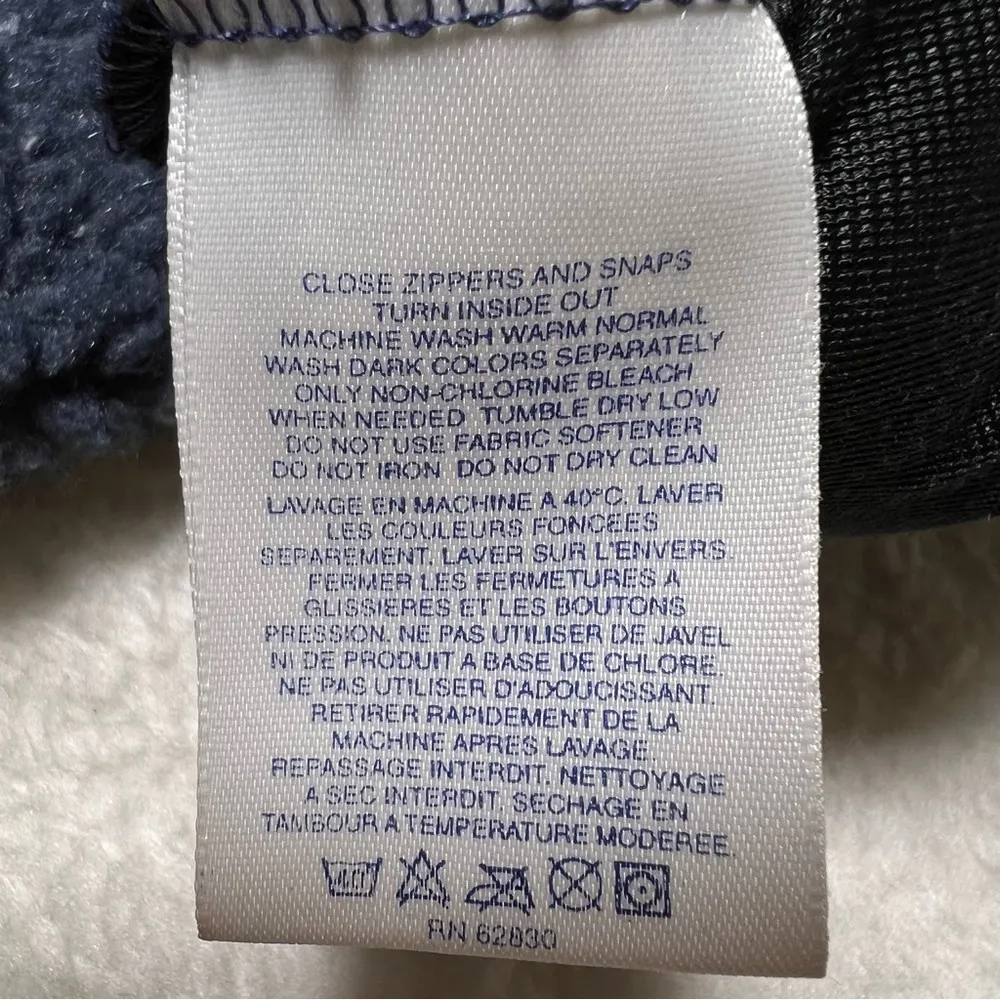 CLOSE ZIPPERS AND SNAPS
TURN INSIDE OUT
MACHINE WASH WARM NORMAL
WASH DARK COLORS SEPARATELY
ONLY NON-CHLORINE BLEACH
WHEN NEEDED TUMBLE DRY LOW
DO NOT USE FABRIC SOFTENER
DO NOT IRON DO NOT DRY CLEAN
LAVAGE EN MACHINE A 40°C. LAVER
LES COULEURS FONCEES
SEPAREMENT. LAVER SUR L'ENVERS.
FERMER LES FERMETURES A
GLISSIERES ET LES BOUTONS
PRESSION. NE PAS UTILISER DE JAVEL
NI DE PRODUIT A BASE DE CHLORE.
NE PAS UTILISER D'ADOUCISSANT.
RETIRER RAPIDEMENT DE LA
MACHINE APRES LAVAGE
REPASSAGE INTERDIT. NETTOYAGE
A SEC INTERDIT. SECHAGE EN
TAMBOUR A TEMPERATURE MODEREE.
40
RN 62830